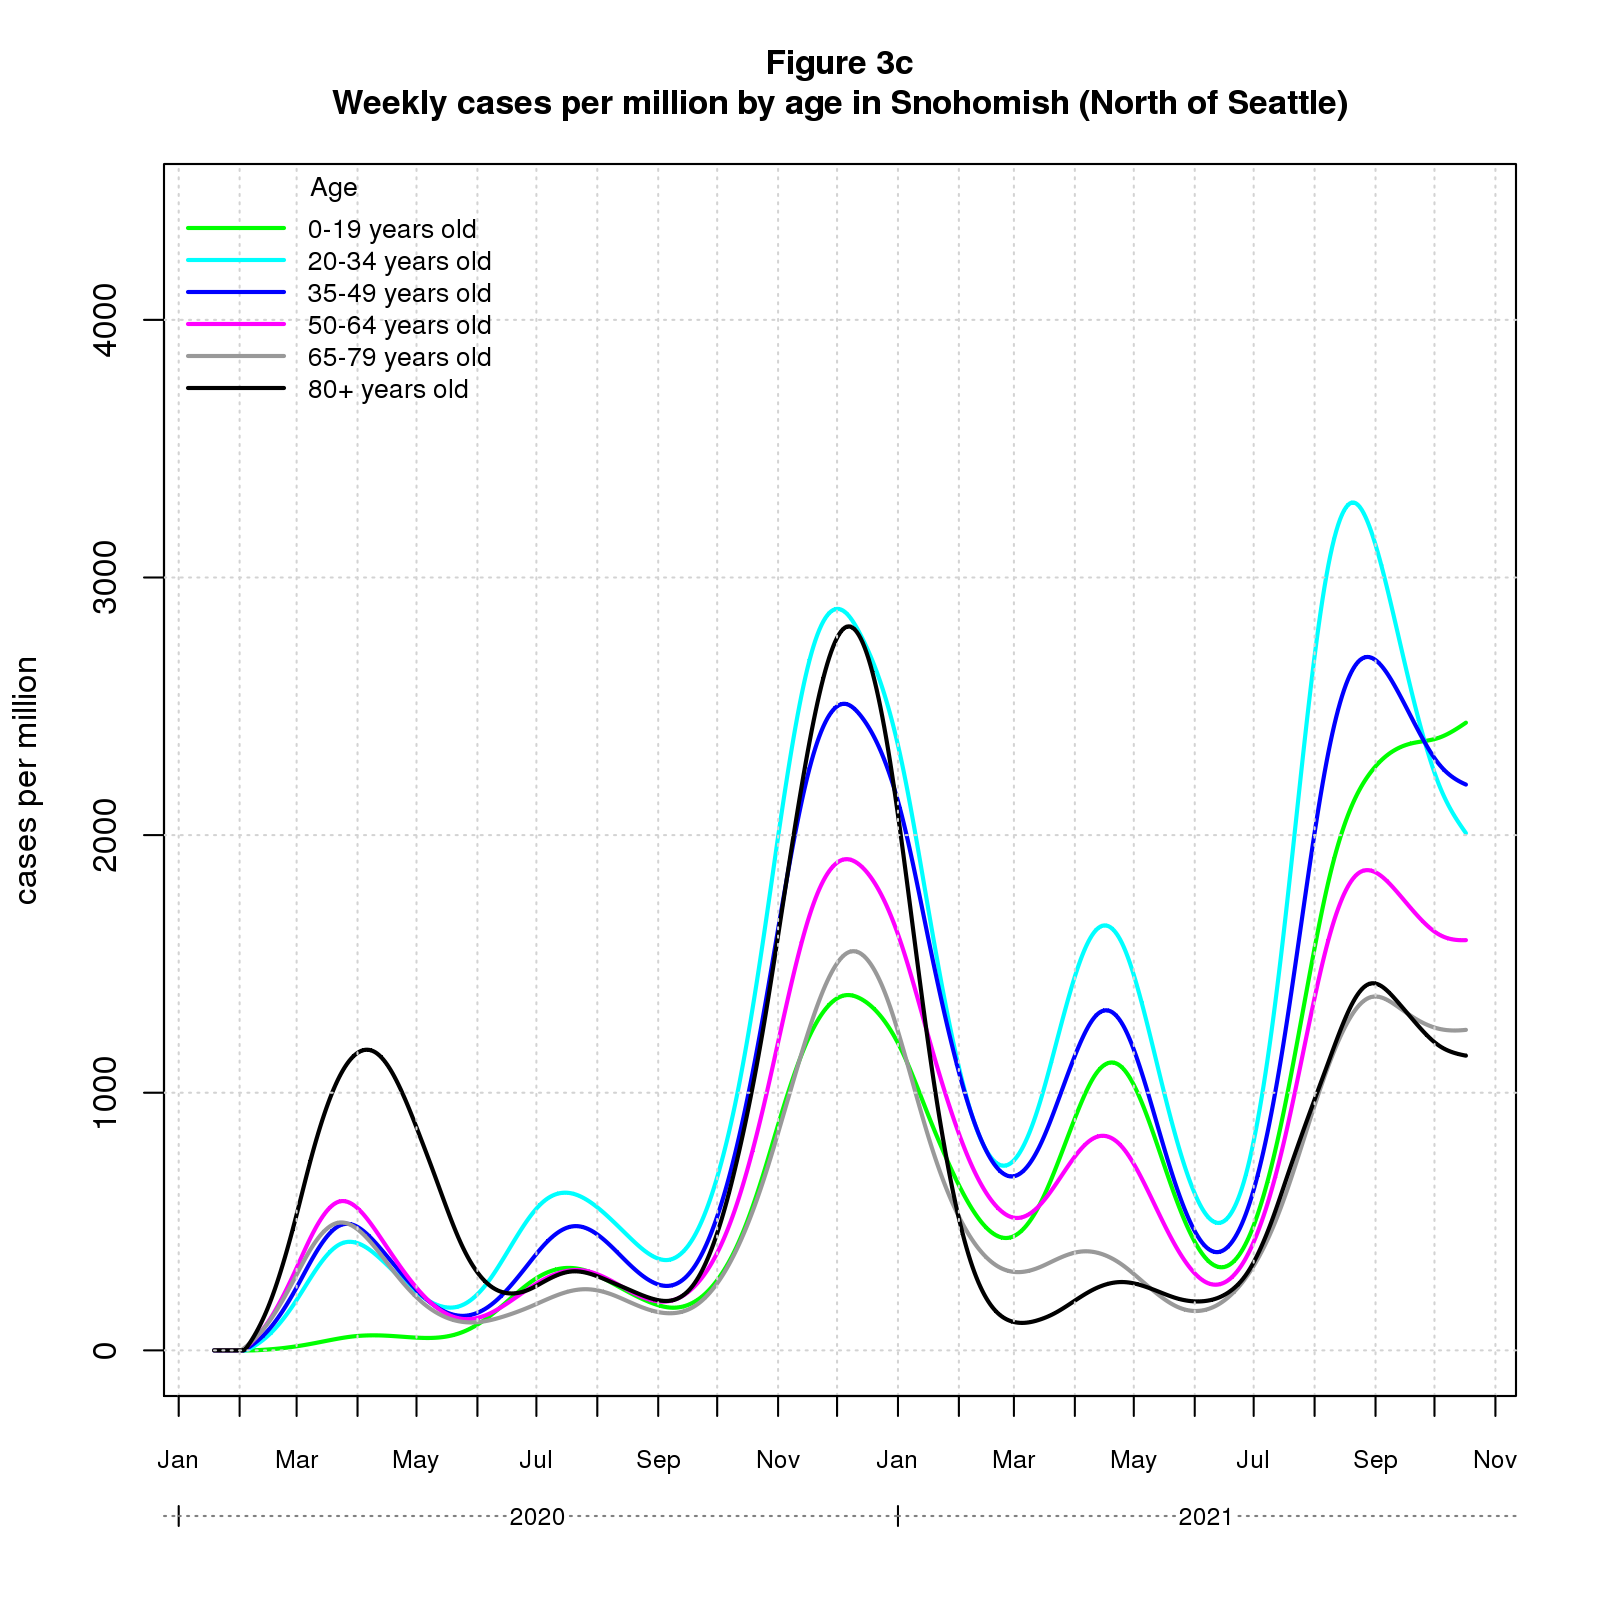 Figure 3c
Weekly cases per million by age in Snohomish (North of Seattle)
Age
0-19 years old
20-34 years old
35-49 years old
50-64 years old
65-79 years old
80+ years old
cases per million
4000
3000
2000
1000
0
Jan Mar May Jul Sep Nov Jan Mar May Jul Sep Nov
2020 2021